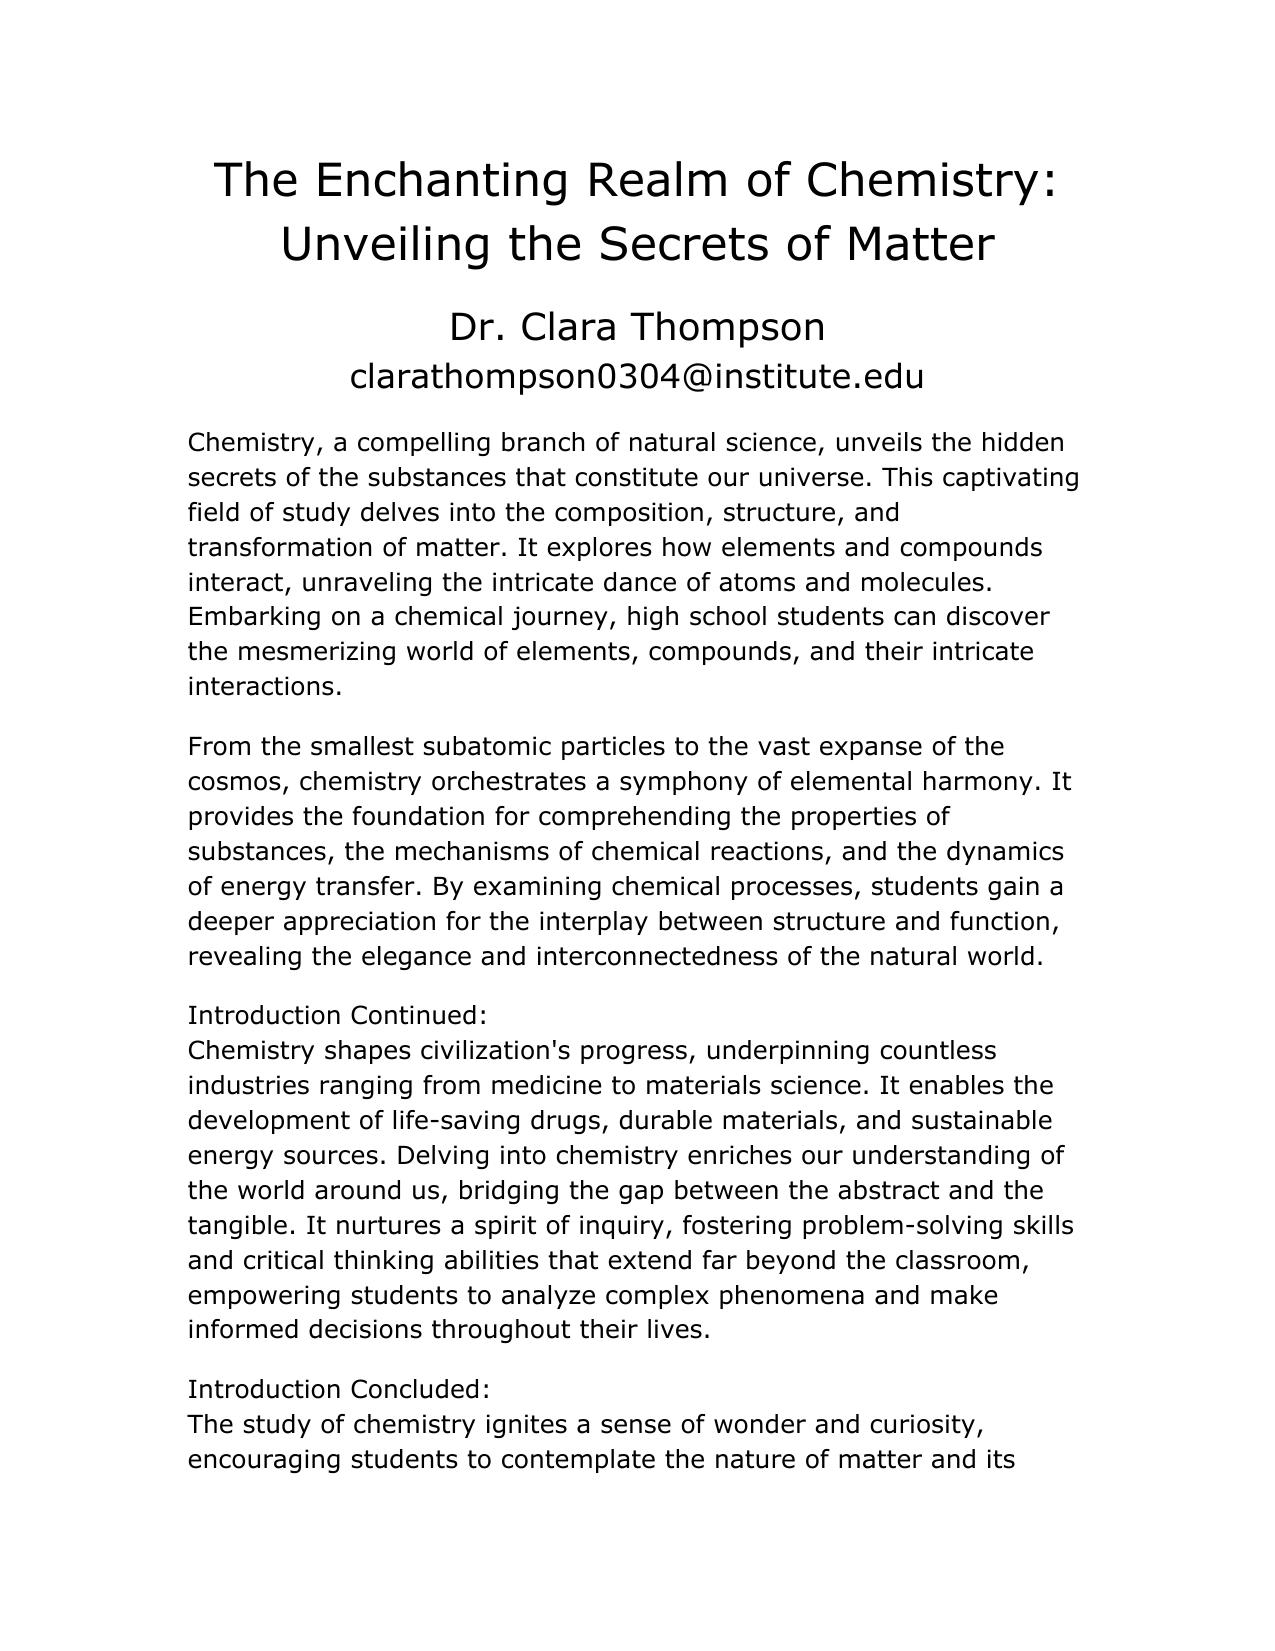 The Enchanting Realm of Chemistry:
Unveiling the Secrets of Matter
Dr. Clara Thompson
clarathompson0304@institute.edu
Chemistry, a compelling branch of natural science, unveils the hidden
secrets of the substances that constitute our universe. This captivating
field of study delves into the composition, structure, and
transformation of matter. It explores how elements and compounds
interact, unraveling the intricate dance of atoms and molecules.
Embarking on a chemical journey, high school students can discover
the mesmerizing world of elements, compounds, and their intricate
interactions.
From the smallest subatomic particles to the vast expanse of the
cosmos, chemistry orchestrates a symphony of elemental harmony. It
provides the foundation for comprehending the properties of
substances, the mechanisms of chemical reactions, and the dynamics
of energy transfer. By examining chemical processes, students gain a
deeper appreciation for the interplay between structure and function,
revealing the elegance and interconnectedness of the natural world.
Introduction Continued:
Chemistry shapes civilization's progress, underpinning countless
industries ranging from medicine to materials science. It enables the
development of life-saving drugs, durable materials, and sustainable
energy sources. Delving into chemistry enriches our understanding of
the world around us, bridging the gap between the abstract and the
tangible. It nurtures a spirit of inquiry, fostering problem-solving skills
and critical thinking abilities that extend far beyond the classroom,
empowering students to analyze complex phenomena and make
informed decisions throughout their lives.
Introduction Concluded:
The study of chemistry ignites a sense of wonder and curiosity,
encouraging students to contemplate the nature of matter and its